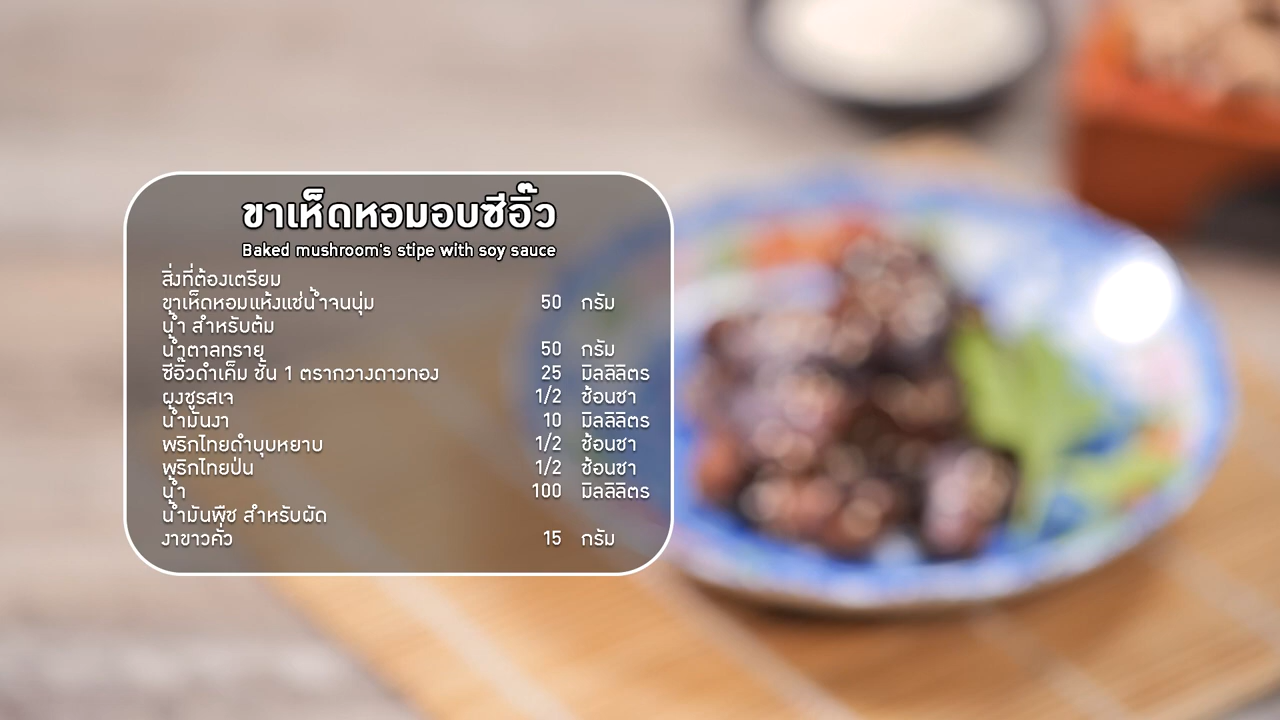 ขาเห็ดหอมอบซีอิ๊ว
Baked mushroom's stipe with soy sauce
สิ่งที่ต้องเตรียม
ขาเห็ดหอมแห้งแช่น้ำจนนุ่ม 50 กรัม
น้ำ สำหรับต้ม
น้ำตาลทราย 50 กรัม
ซีอิ๊วดำเค็ม ชั้น 1 ตรากวางดาวทอง 25 มิลลิลิตร
ผงชูรสเจ 1/2 ช้อนชา
น้ำมันงา 10 มิลลิลิตร
พริกไทยดำบุบหยาบ 1/2 ช้อนชา
พริกไทยป่น 1/2 ช้อนชา
น้ำ 100 มิลลิลิตร
น้ำมันพืช สำหรับผัด
งาขาวคั่ว 15 กรัม